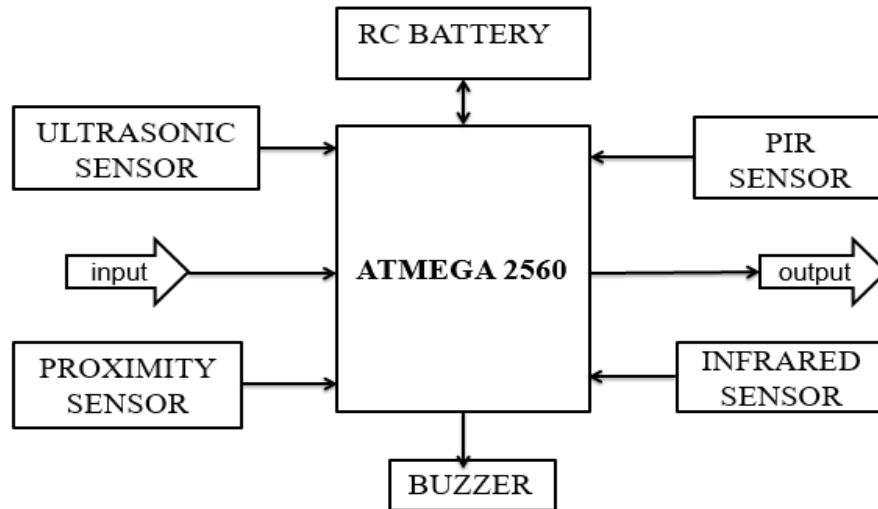 RC BATTERY
ULTRASONIC
SENSOR
PIR
SENSOR
input
ATMEGA 2560
output
PROXIMITY
SENSOR
INFRARED
SENSOR
BUZZER